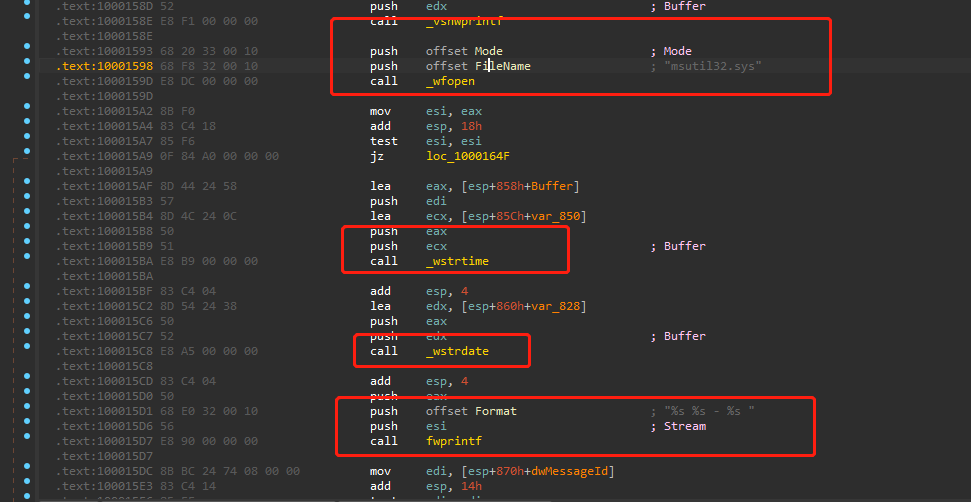 .text:1000158D 52 push edx ; Buffer
.text:1000158E E8 F1 00 00 00 call _vsnwprintf
.text:1000158E
.text:10001593 68 20 33 00 10 push offset Mode ; Mode
.text:10001598 68 F8 32 00 10 push offset FileName ; "msutil32.sys"
.text:1000159D E8 DC 00 00 00 call _wfopen
.text:1000159D
.text:100015A2 8B F0 mov esi, eax
.text:100015A4 83 C4 18 add esp, 18h
.text:100015A7 85 F6 test esi, esi
.text:100015A9 0F 84 A0 00 00 00 jz loc_1000164F
.text:100015A9
.text:100015AF 8D 44 24 58 lea eax, [esp+858h+Buffer]
.text:100015B3 57 push edi
.text:100015B4 8D 4C 24 0C lea ecx, [esp+85Ch+var_850]
.text:100015B8 50 push eax
.text:100015B9 51 push ecx ; Buffer
.text:100015BA E8 B9 00 00 00 call _wstrtime
.text:100015BA
.text:100015BF 83 C4 04 add esp, 4
.text:100015C2 8D 54 24 38 lea edx, [esp+860h+var_828]
.text:100015C6 50 push eax
.text:100015C7 52 push edx ; Buffer
.text:100015C8 E8 A5 00 00 00 call _wstrdate
.text:100015C8
.text:100015CD 83 C4 04 add esp, 4
.text:100015D0 50 push eax
.text:100015D1 68 E0 32 00 10 push offset Format ; "%s %s - %s "
.text:100015D6 56 push esi ; Stream
.text:100015D7 E8 90 00 00 00 call fwprintf
.text:100015D7
.text:100015DC 8B BC 24 74 08 00 00 mov edi, [esp+870h+dwMessageId]
.text:100015E3 83 C4 14 add esp, 14h